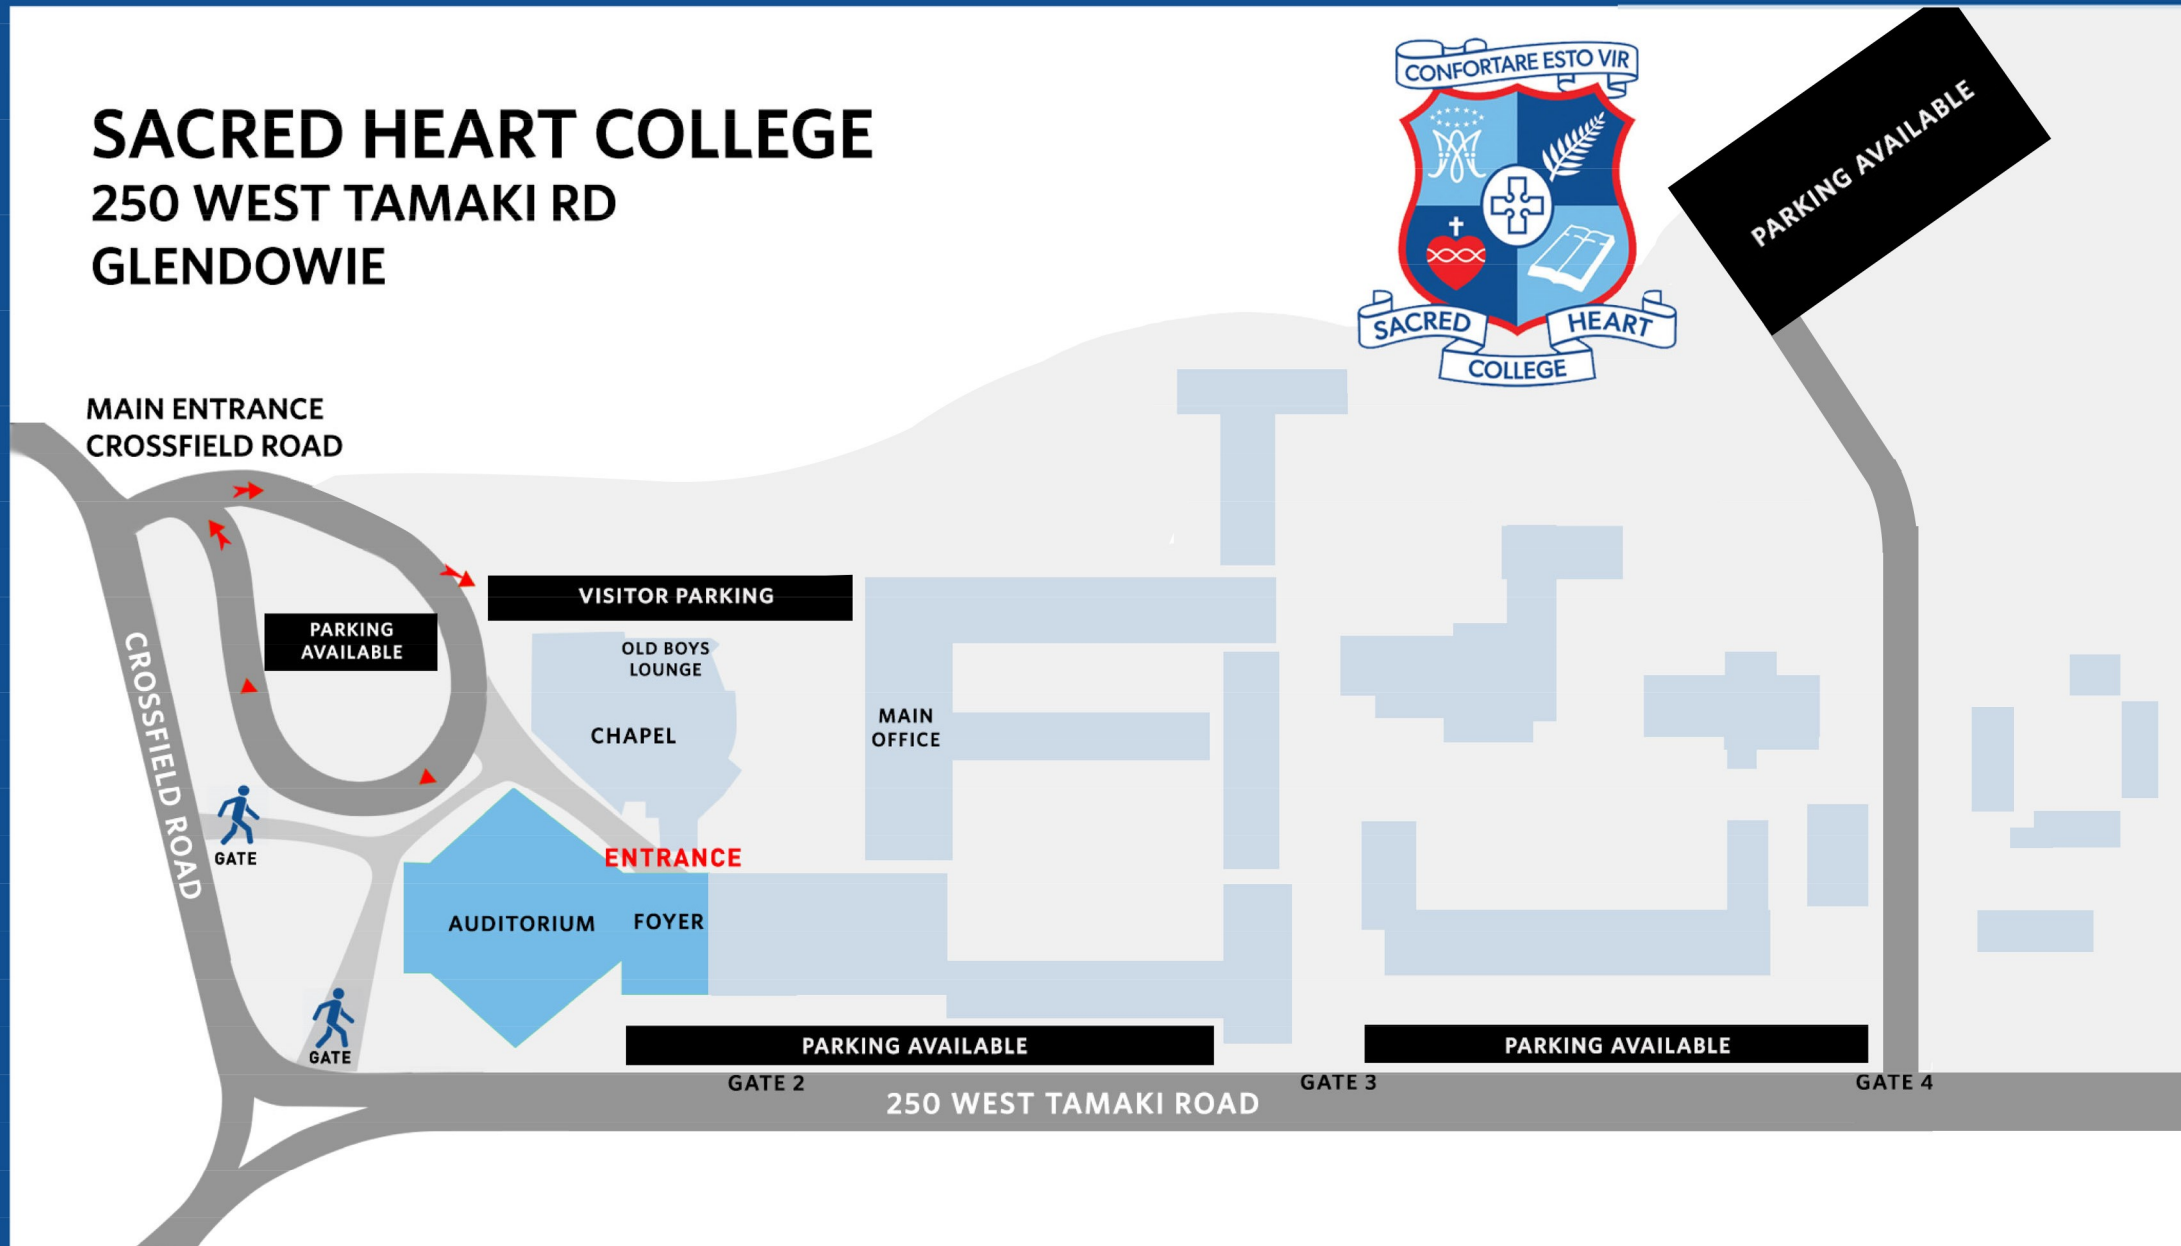 SACRED HEART COLLEGE
250 WEST TAMAKI RD
GLENDOWIE
CONFORTARE ESTO VIR
SACRED
HEART
COLLEGE
PARKING AVAILABLE
MAIN ENTRANCE
CROSSFIELD ROAD
VISITOR PARKING
PARKING
AVAILABLE
OLD BOYS
LOUNGE
CHAPEL
MAIN
OFFICE
CROSSFIELD ROAD
GATE
ENTRANCE
AUDITORIUM
FOYER
GATE
PARKING AVAILABLE
PARKING AVAILABLE
GATE 2
GATE 3
GATE 4
250 WEST TAMAKI ROAD